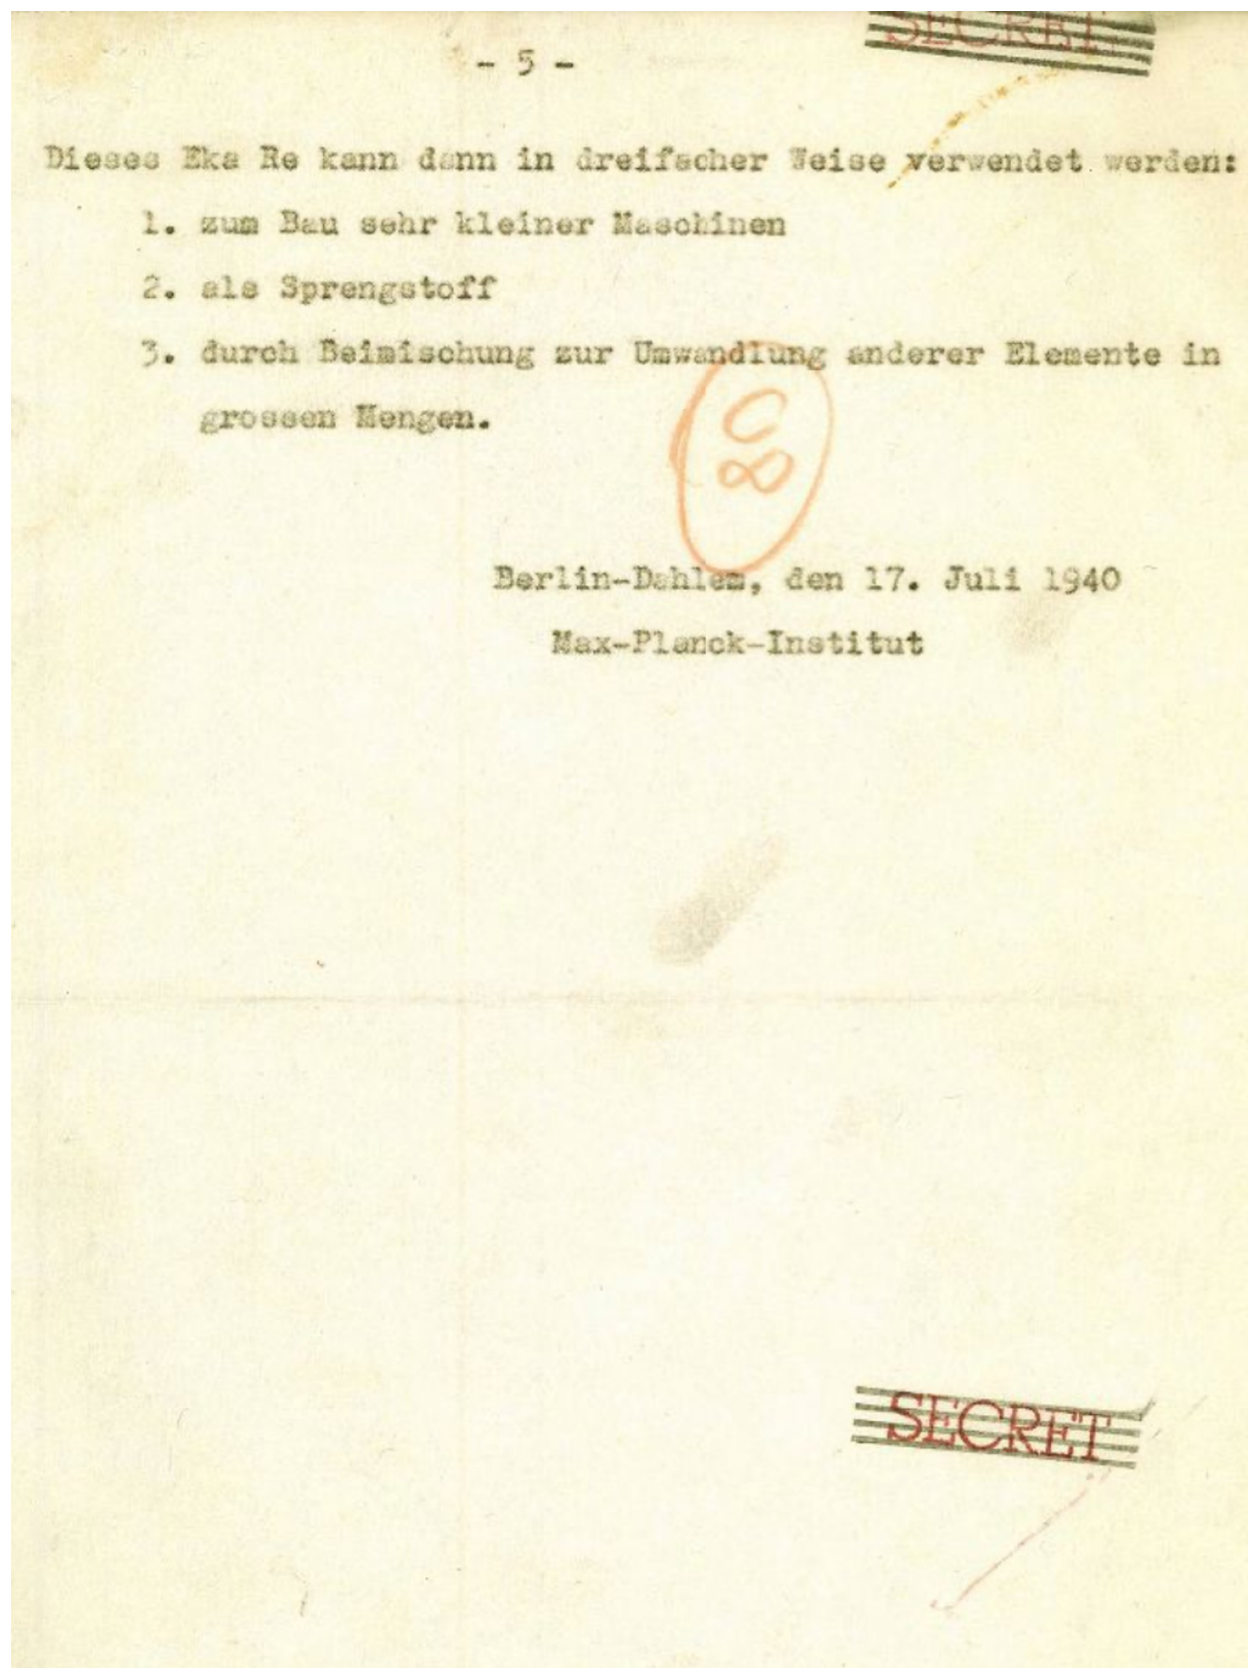 SECRET
- 5 -
Dieses Eka Re kann dann in dreifacher Weise verwendet werden:
1. zum Bau sehr kleiner Maschinen
2. als Sprengstoff
3. durch Beimischung zur Umwandlung anderer Elemente in
grossen Mengen.
Berlin-Dahlem, den 17. Juli 1940
Max-Planck-Institut
SECRET